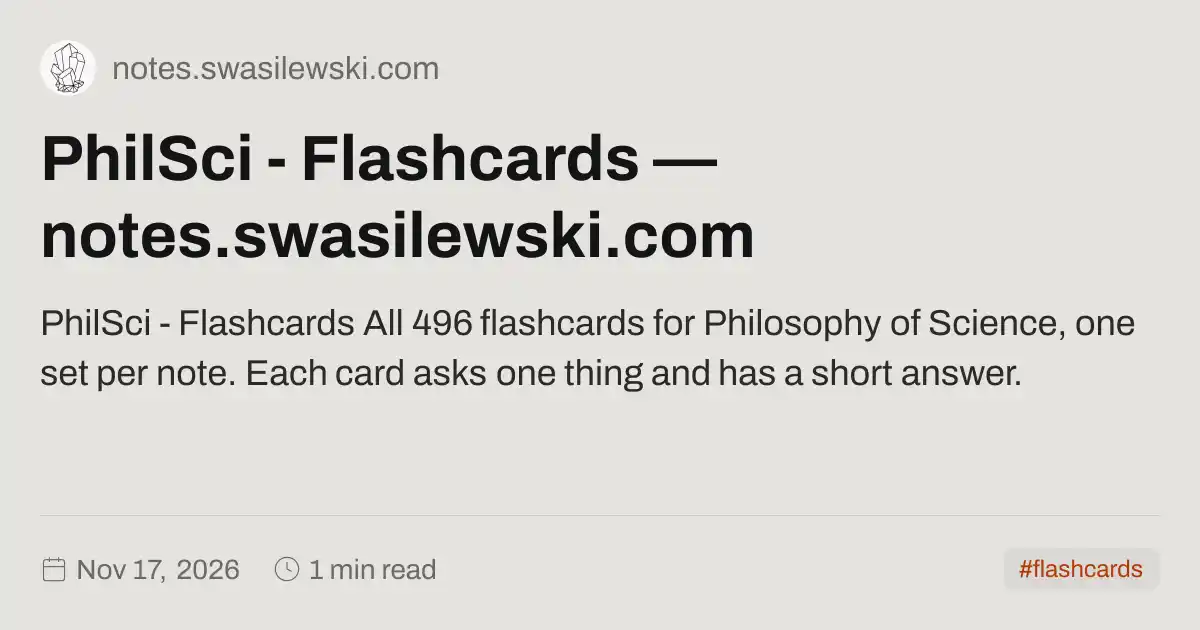 notes.swasilewski.com
PhilSci - Flashcards —
notes.swasilewski.com
PhilSci - Flashcards All 496 flashcards for Philosophy of Science, one
set per note. Each card asks one thing and has a short answer.
Nov 17, 2026
1 min read
#flashcards